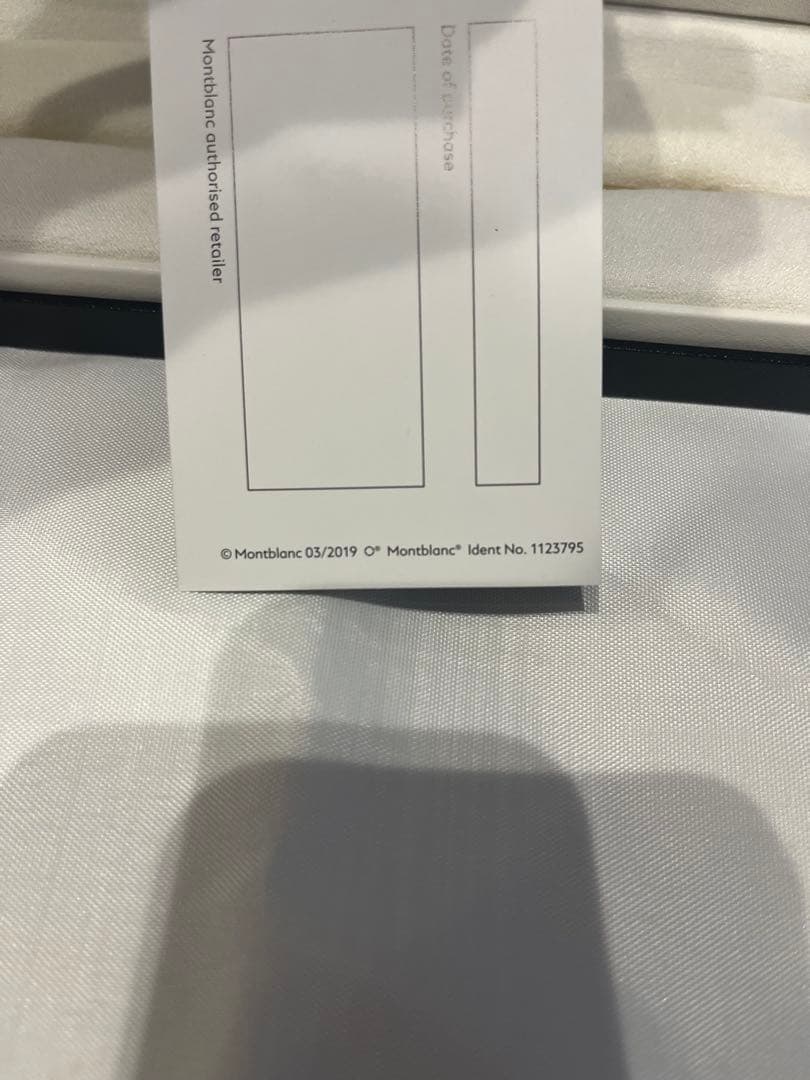 Date of purchase
Montblanc authorised retailer
© Montblanc 03/2019 O® Montblanc® Ident No. 1123795